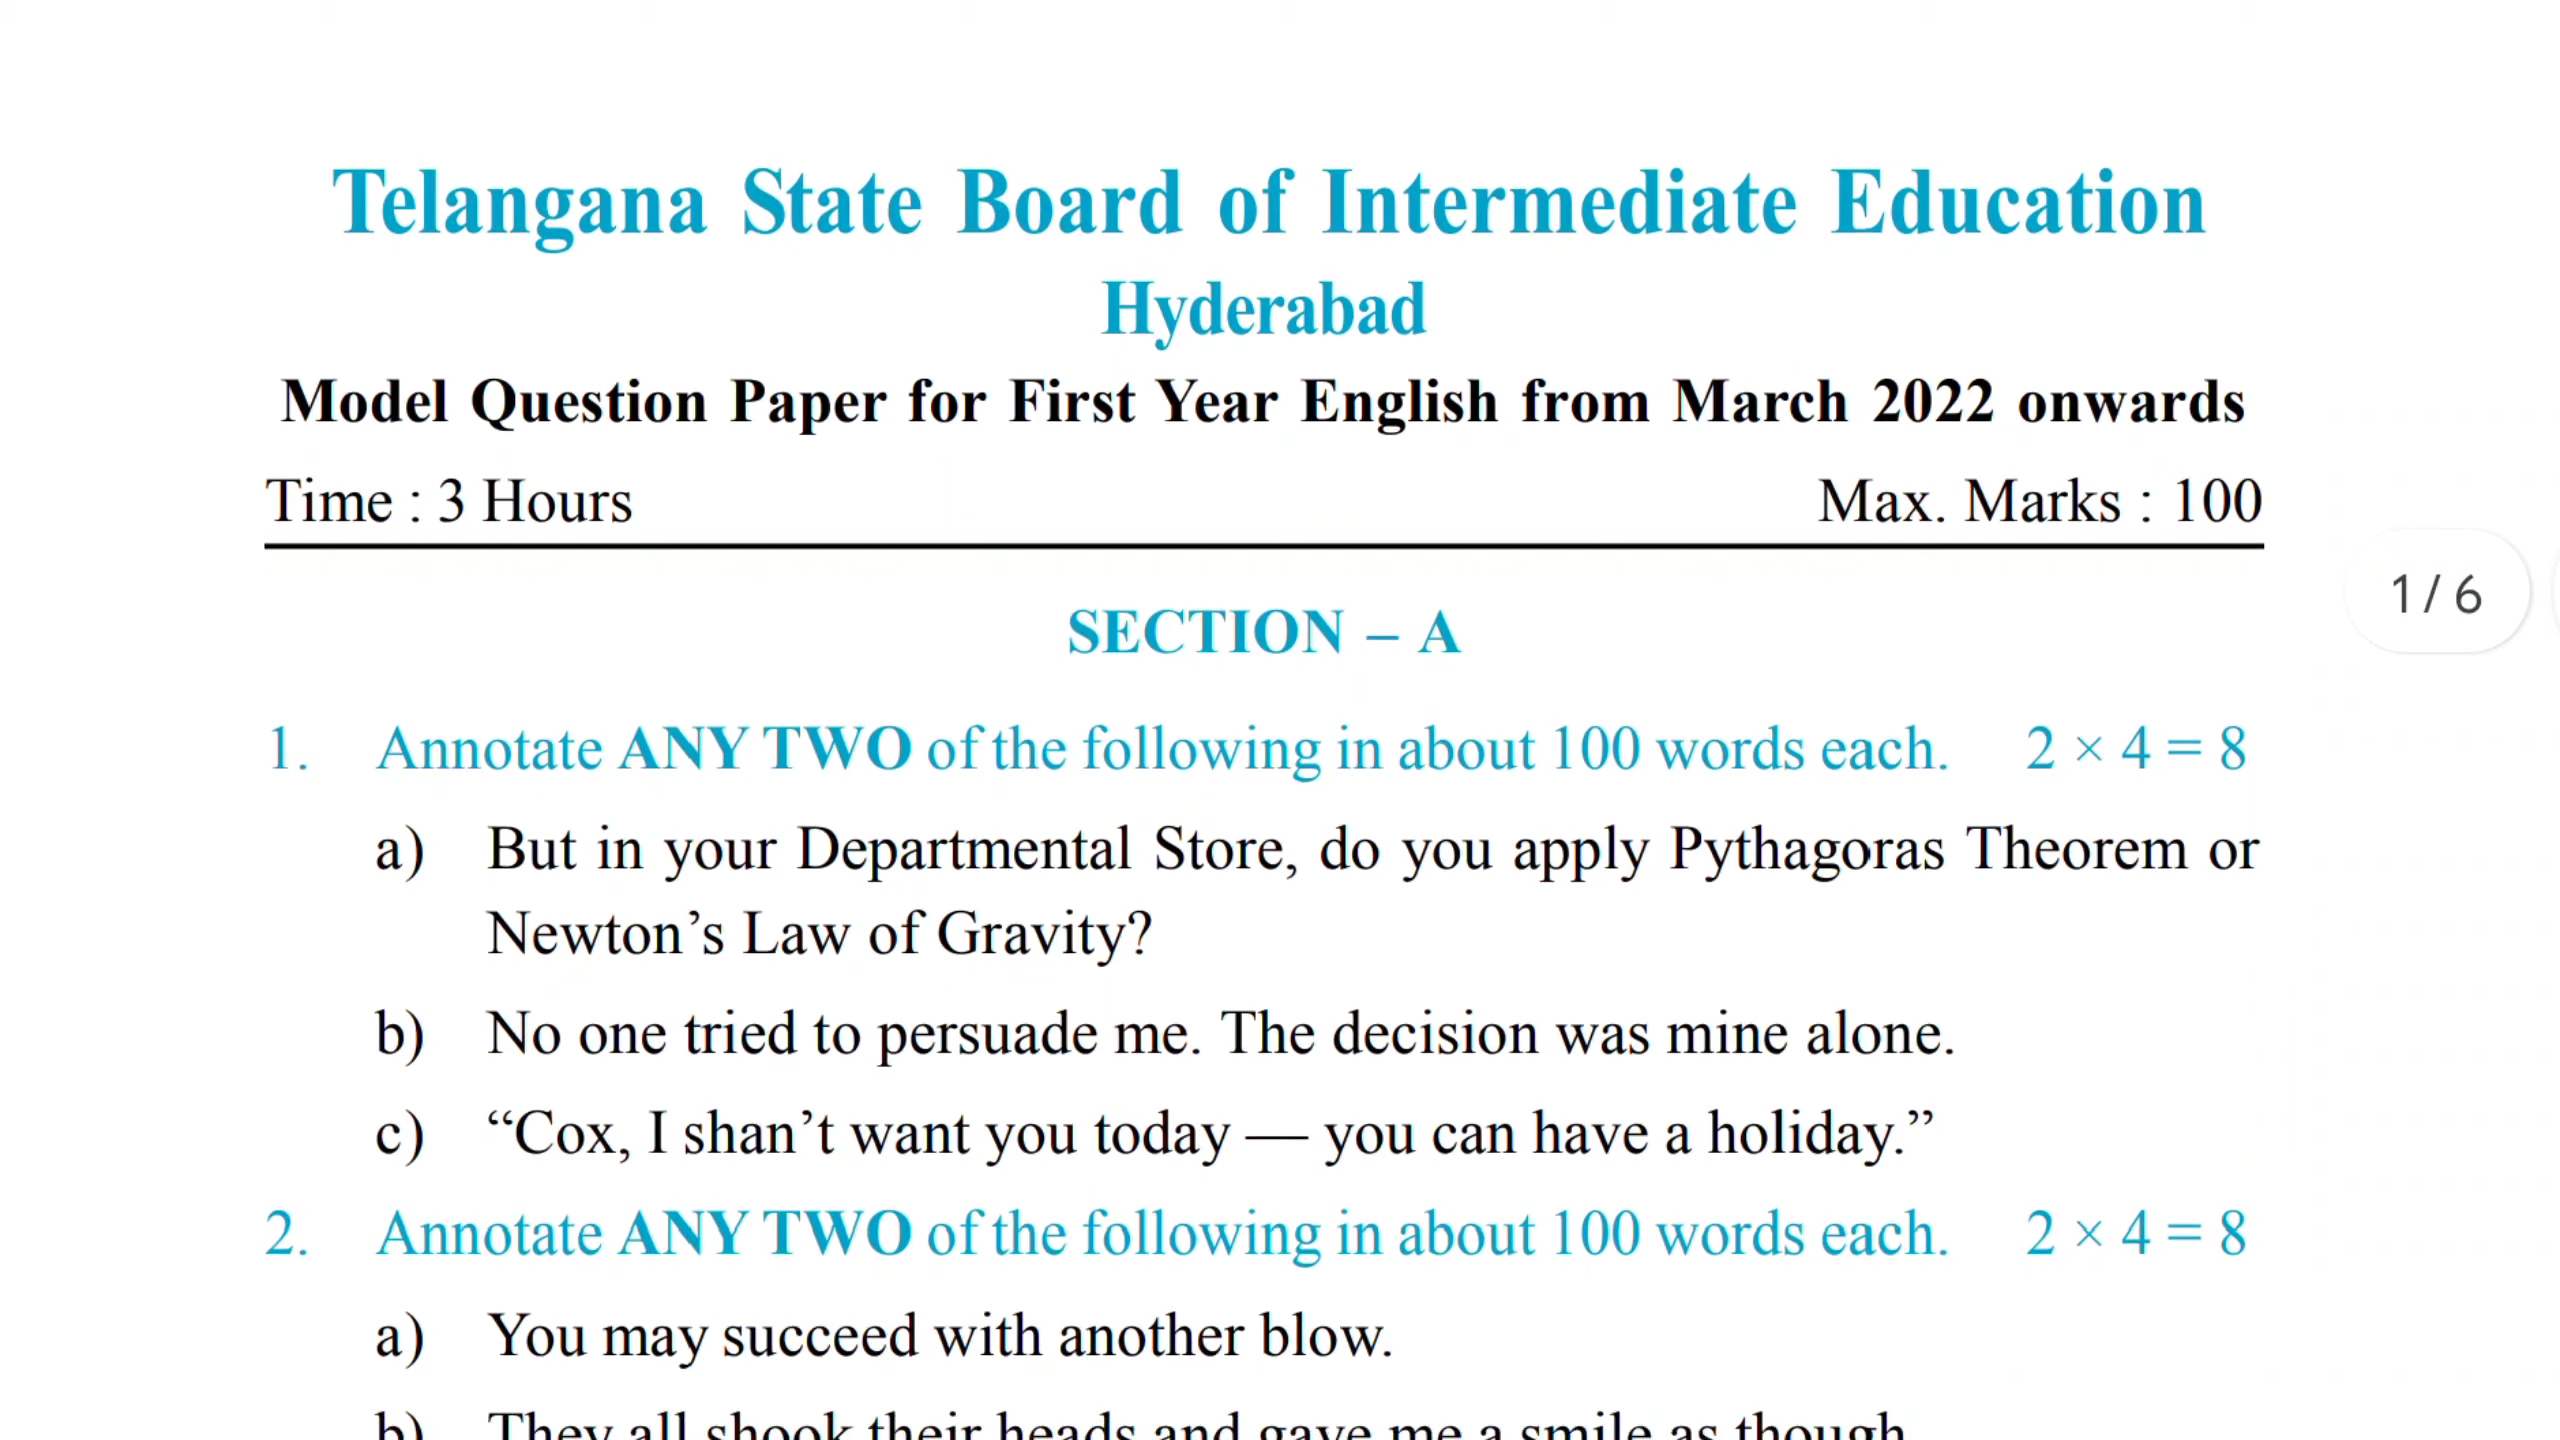 Telangana State Board of Intermediate Education
Hyderabad
Model Question Paper for First Year English from March 2022 onwards
Time : 3 Hours Max. Marks : 100
1 / 6
SECTION – A
1. Annotate ANY TWO of the following in about 100 words each. 2 × 4 = 8
a) But in your Departmental Store, do you apply Pythagoras Theorem or
Newton’s Law of Gravity?
b) No one tried to persuade me. The decision was mine alone.
c) “Cox, I shan’t want you today — you can have a holiday.”
2. Annotate ANY TWO of the following in about 100 words each. 2 × 4 = 8
a) You may succeed with another blow.
b) They all shook their heads and gave me a smile as though